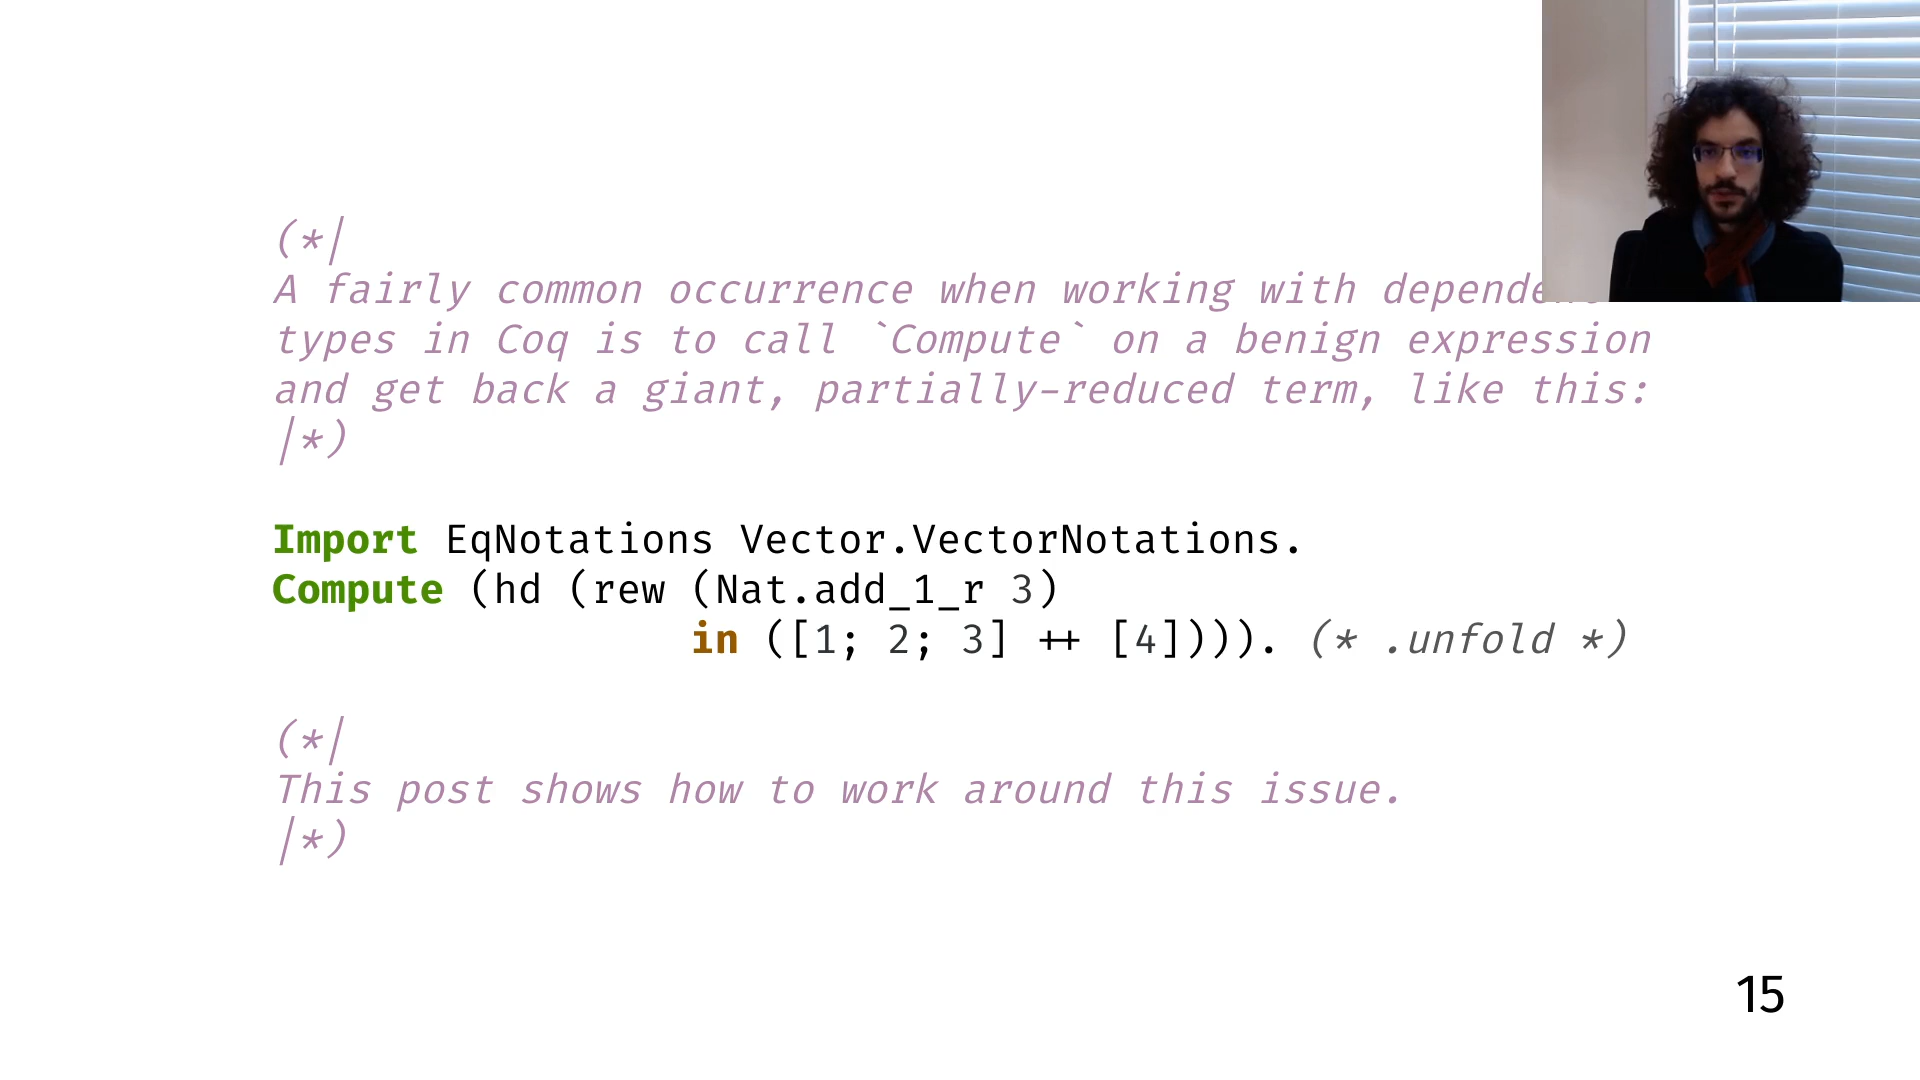 (*|
A fairly common occurrence when working with
types in Coq is to call `Compute` on a benign expression
and get back a giant, partially-reduced term, like this:
|*)
Import EqNotations Vector.VectorNotations.
Compute (hd (rew (Nat.add_1_r 3)
in ([1; 2; 3] ++ [4]))). (* .unfold *)
(*|
This post shows how to work around this issue.
|*)
15